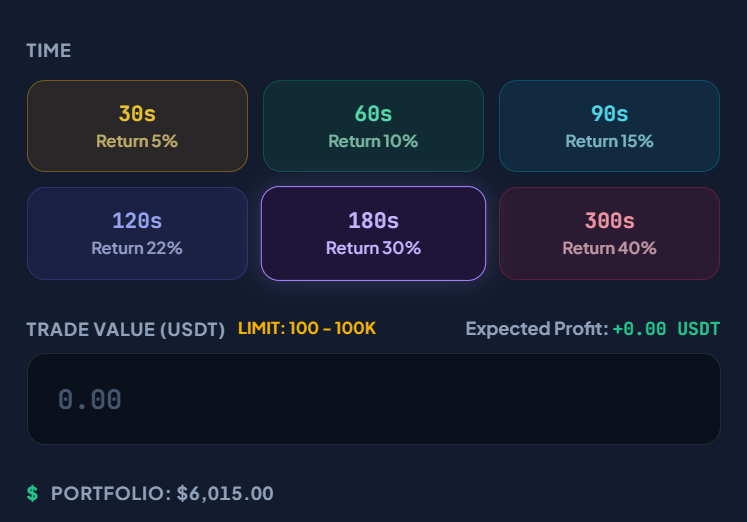 TIME
30s
Return 5%
60s
Return 10%
90s
Return 15%
120s
Return 22%
180s
Return 30%
300s
Return 40%
TRADE VALUE (USDT) LIMIT: 100 - 100K Expected Profit: +0.00 USDT
0.00
$ PORTFOLIO: $6,015.00